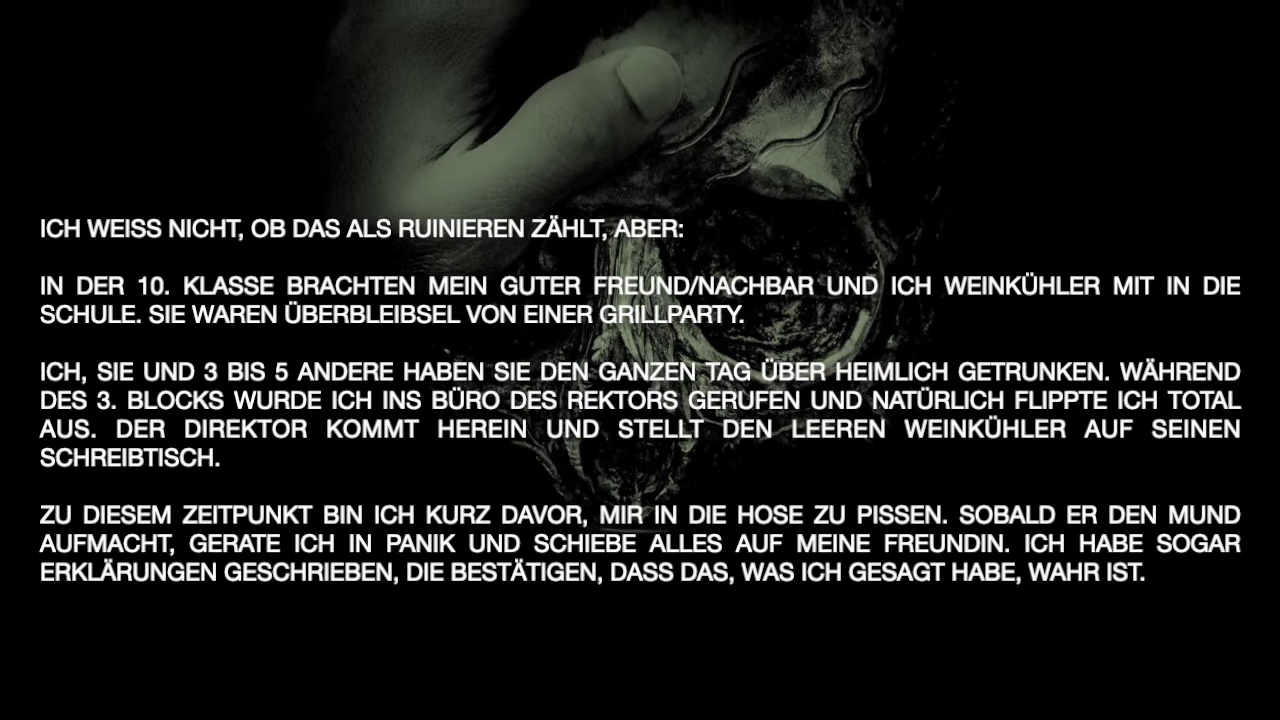 ICH WEISS NICHT, OB DAS ALS RUINIEREN ZÄHLT, ABER:
IN DER 10. KLASSE BRACHTEN MEIN GUTER FREUND/NACHBAR UND ICH WEINKÜHLER MIT IN DIE
SCHULE. SIE WAREN ÜBERBLEIBSEL VON EINER GRILLPARTY.
ICH, SIE UND 3 BIS 5 ANDERE HABEN SIE DEN GANZEN TAG ÜBER HEIMLICH GETRUNKEN. WÄHREND
DES 3. BLOCKS WURDE ICH INS BÜRO DES REKTORS GERUFEN UND NATÜRLICH FLIPPTE ICH TOTAL
AUS. DER DIREKTOR KOMMT HEREIN UND STELLT DEN LEEREN WEINKÜHLER AUF SEINEN
SCHREIBTISCH.
ZU DIESEM ZEITPUNKT BIN ICH KURZ DAVOR, MIR IN DIE HOSE ZU PISSEN. SOBALD ER DEN MUND
AUFMACHT, GERATE ICH IN PANIK UND SCHIEBE ALLES AUF MEINE FREUNDIN. ICH HABE SOGAR
ERKLÄRUNGEN GESCHRIEBEN, DIE BESTÄTIGEN, DASS DAS, WAS ICH GESAGT HABE, WAHR IST.